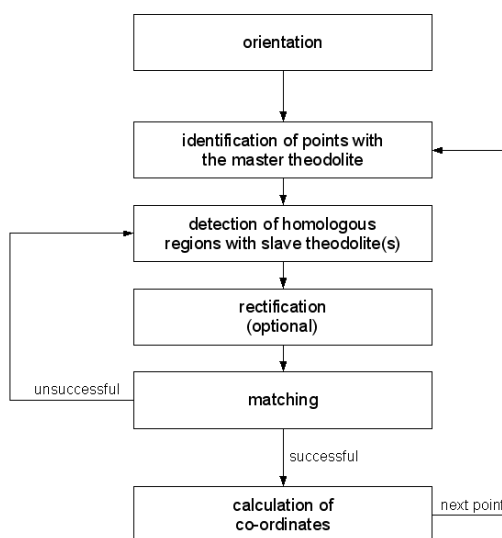 orientation
identification of points with
the master theodolite
detection of homologous
regions with slave theodolite(s)
rectification
(optional)
unsuccessful
matching
successful
calculation of
co-ordinates
next point